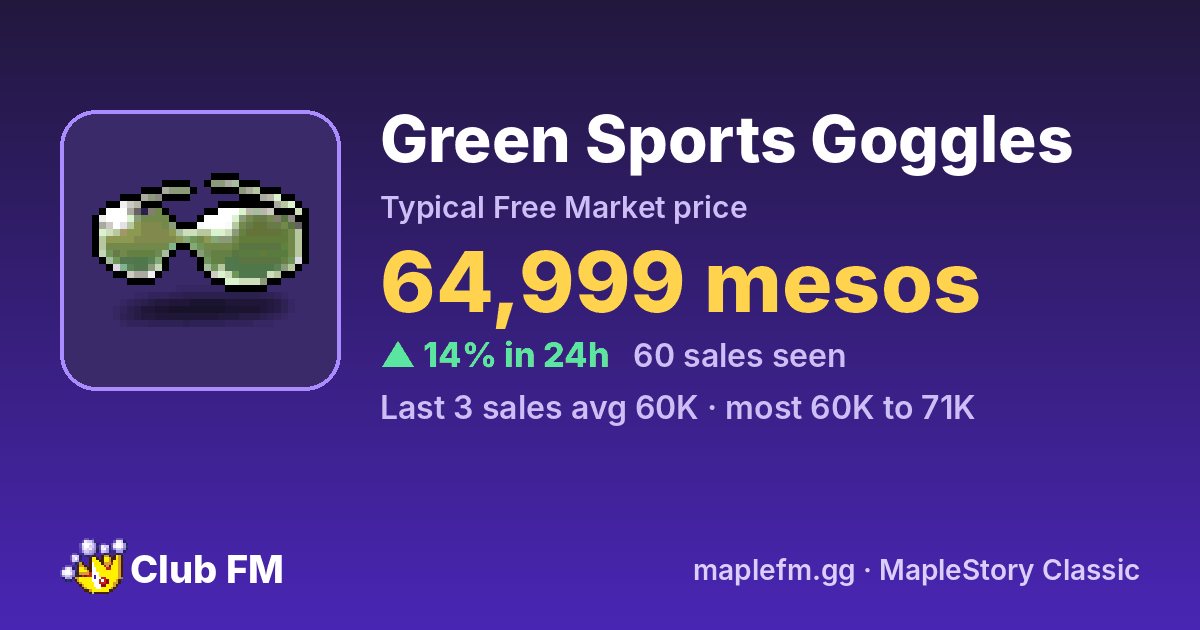 Green Sports Goggles
Typical Free Market price
64,999 mesos
▲ 14% in 24h 60 sales seen
Last 3 sales avg 60K · most 60K to 71K
Club FM
maplefm.gg · MapleStory Classic